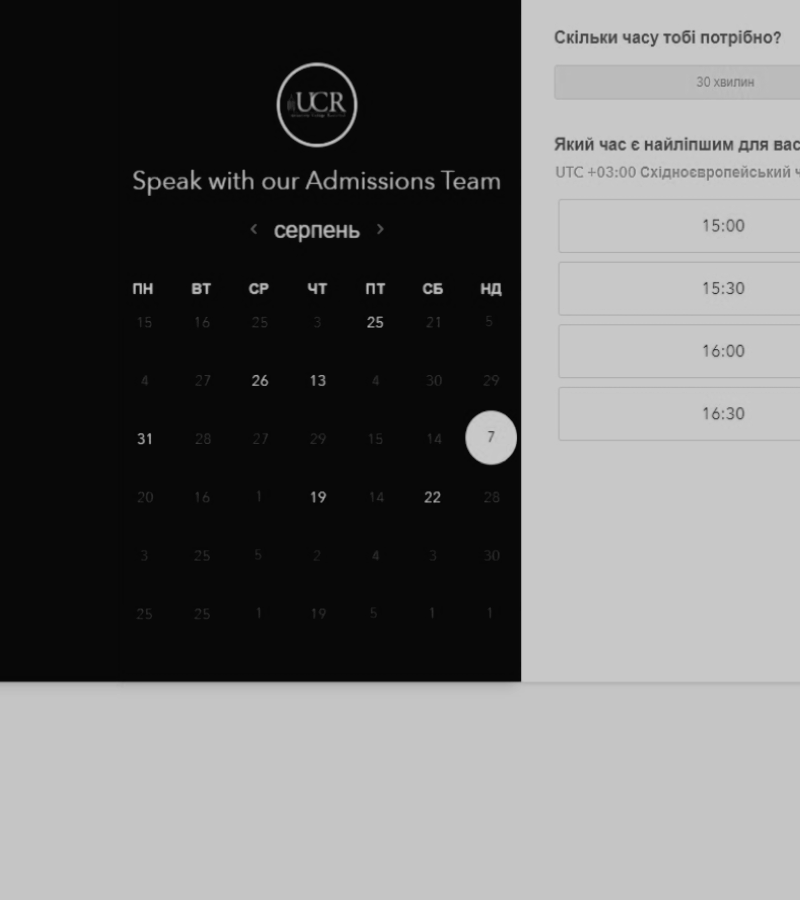 UCR
Speak with our Admissions Team
‹ серпень ›
ПН ВТ СР ЧТ ПТ СБ НД
15 16 25 3 25 21 5
4 27 26 13 4 30 29
31 28 27 29 15 14 7
20 16 1 19 14 22 28
3 25 5 2 4 3 30
25 25 1 19 5 1 1
Скільки часу тобі потрібно?
30 хвилин
Який час є найліпшим для вас
UTC +03:00 Східноєвропейський ч
15:00
15:30
16:00
16:30